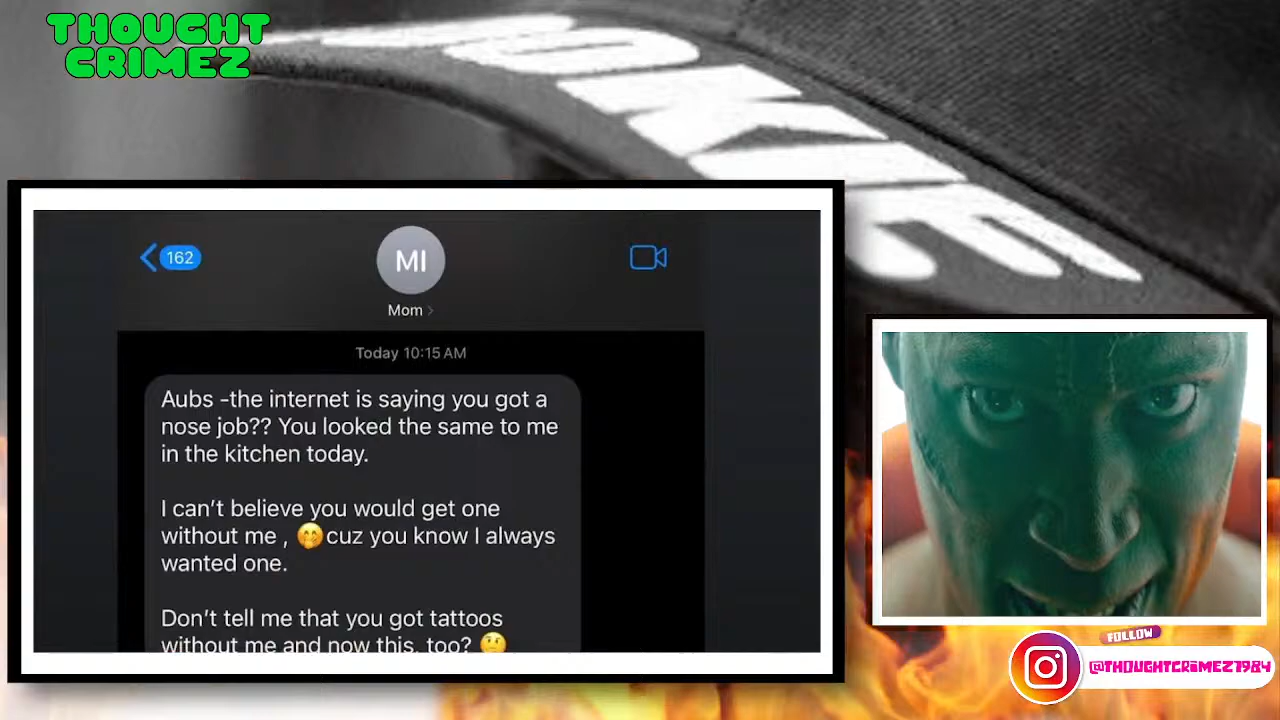 THOUGHT
CRIMEZ
162
MI
Mom
Today 10:15 AM
Aubs -the internet is saying you got a
nose job?? You looked the same to me
in the kitchen today.
I can’t believe you would get one
without me , 🤭cuz you know I always
wanted one.
Don’t tell me that you got tattoos
without me and now this, too? 🤨
FOLLOW
@THOUGHTCRIMEZ1984